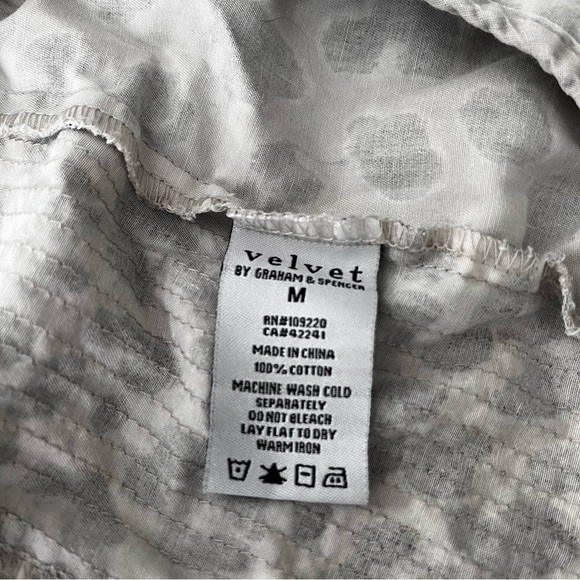 velvet
BY GRAHAM & SPENCER
M
RN#109220
CA#42241
MADE IN CHINA
100% COTTON
MACHINE WASH COLD
SEPARATELY
DO NOT BLEACH
LAY FLAT TO DRY
WARM IRON